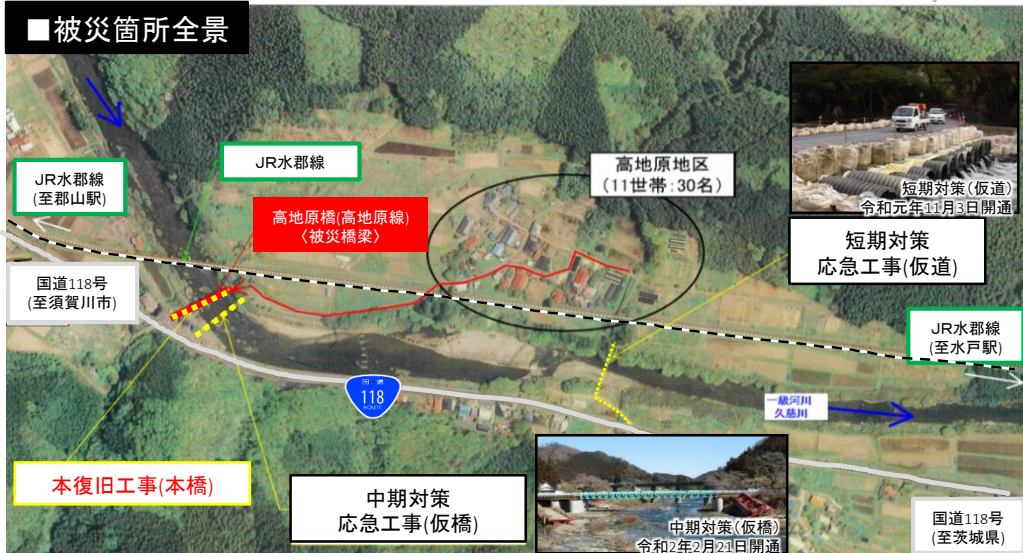 ■被災箇所全景
JR水郡線
(至郡山駅)
JR水郡線
高地原橋(高地原線)
〈被災橋梁〉
高地原地区
(11世帯:30名)
短期対策(仮道)
令和元年11月3日開通
短期対策
応急工事(仮道)
国道118号
(至須賀川市)
JR水郡線
(至水戸駅)
国道
118
ROUTE
一級河川
久慈川
本復旧工事(本橋)
中期対策
応急工事(仮橋)
中期対策(仮橋)
令和2年2月21日開通
国道118号
(至茨城県)